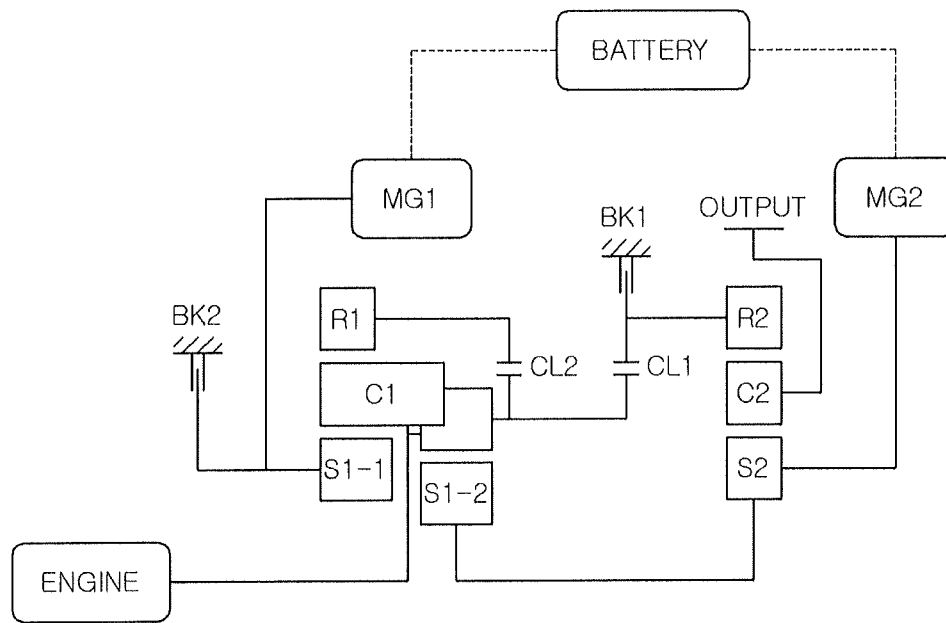 BATTERY
MG1
MG2
BK1
OUTPUT
BK2
R1
R2
CL2
CL1
C1
C2
S1-1
S1-2
S2
ENGINE